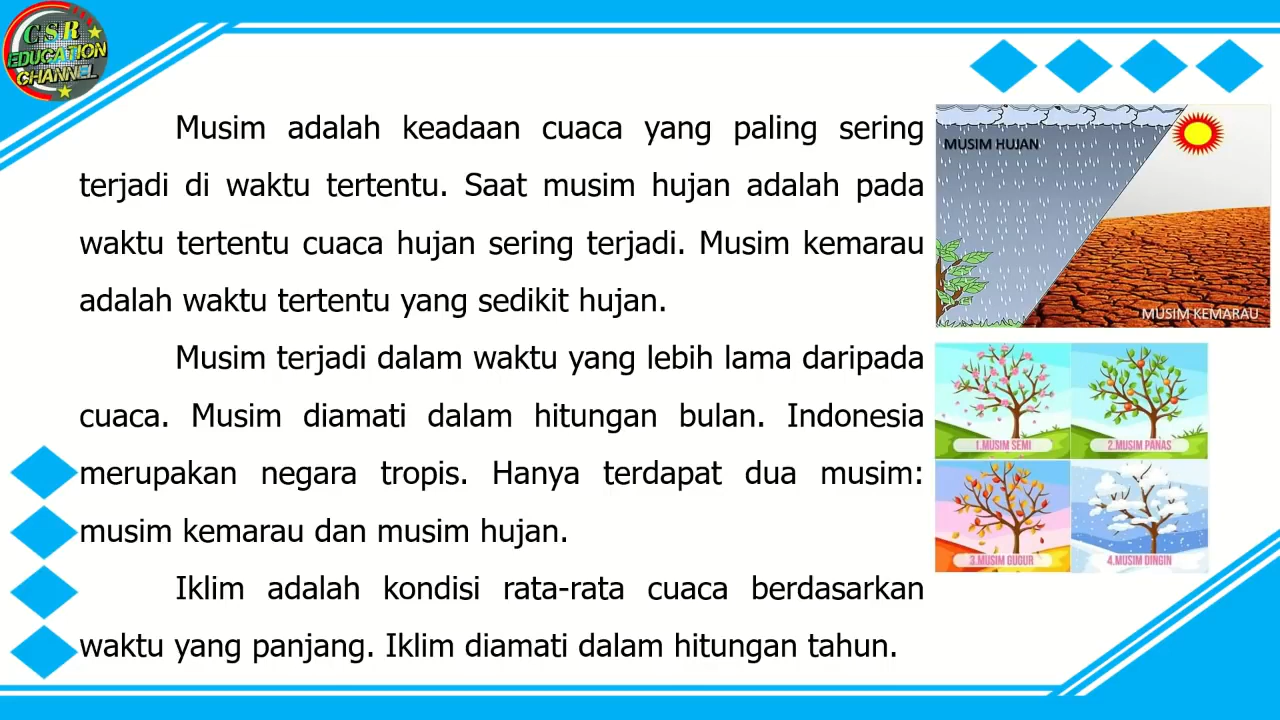 CSR
EDUCATION
CHANNEL
Musim adalah keadaan cuaca yang paling sering
terjadi di waktu tertentu. Saat musim hujan adalah pada
waktu tertentu cuaca hujan sering terjadi. Musim kemarau
adalah waktu tertentu yang sedikit hujan.
Musim terjadi dalam waktu yang lebih lama daripada
cuaca. Musim diamati dalam hitungan bulan. Indonesia
merupakan negara tropis. Hanya terdapat dua musim:
musim kemarau dan musim hujan.
Iklim adalah kondisi rata-rata cuaca berdasarkan
waktu yang panjang. Iklim diamati dalam hitungan tahun.
MUSIM HUJAN
MUSIM KEMARAU
1.MUSIM SEMI
2.MUSIM PANAS
3.MUSIM GUGUR
4.MUSIM DINGIN